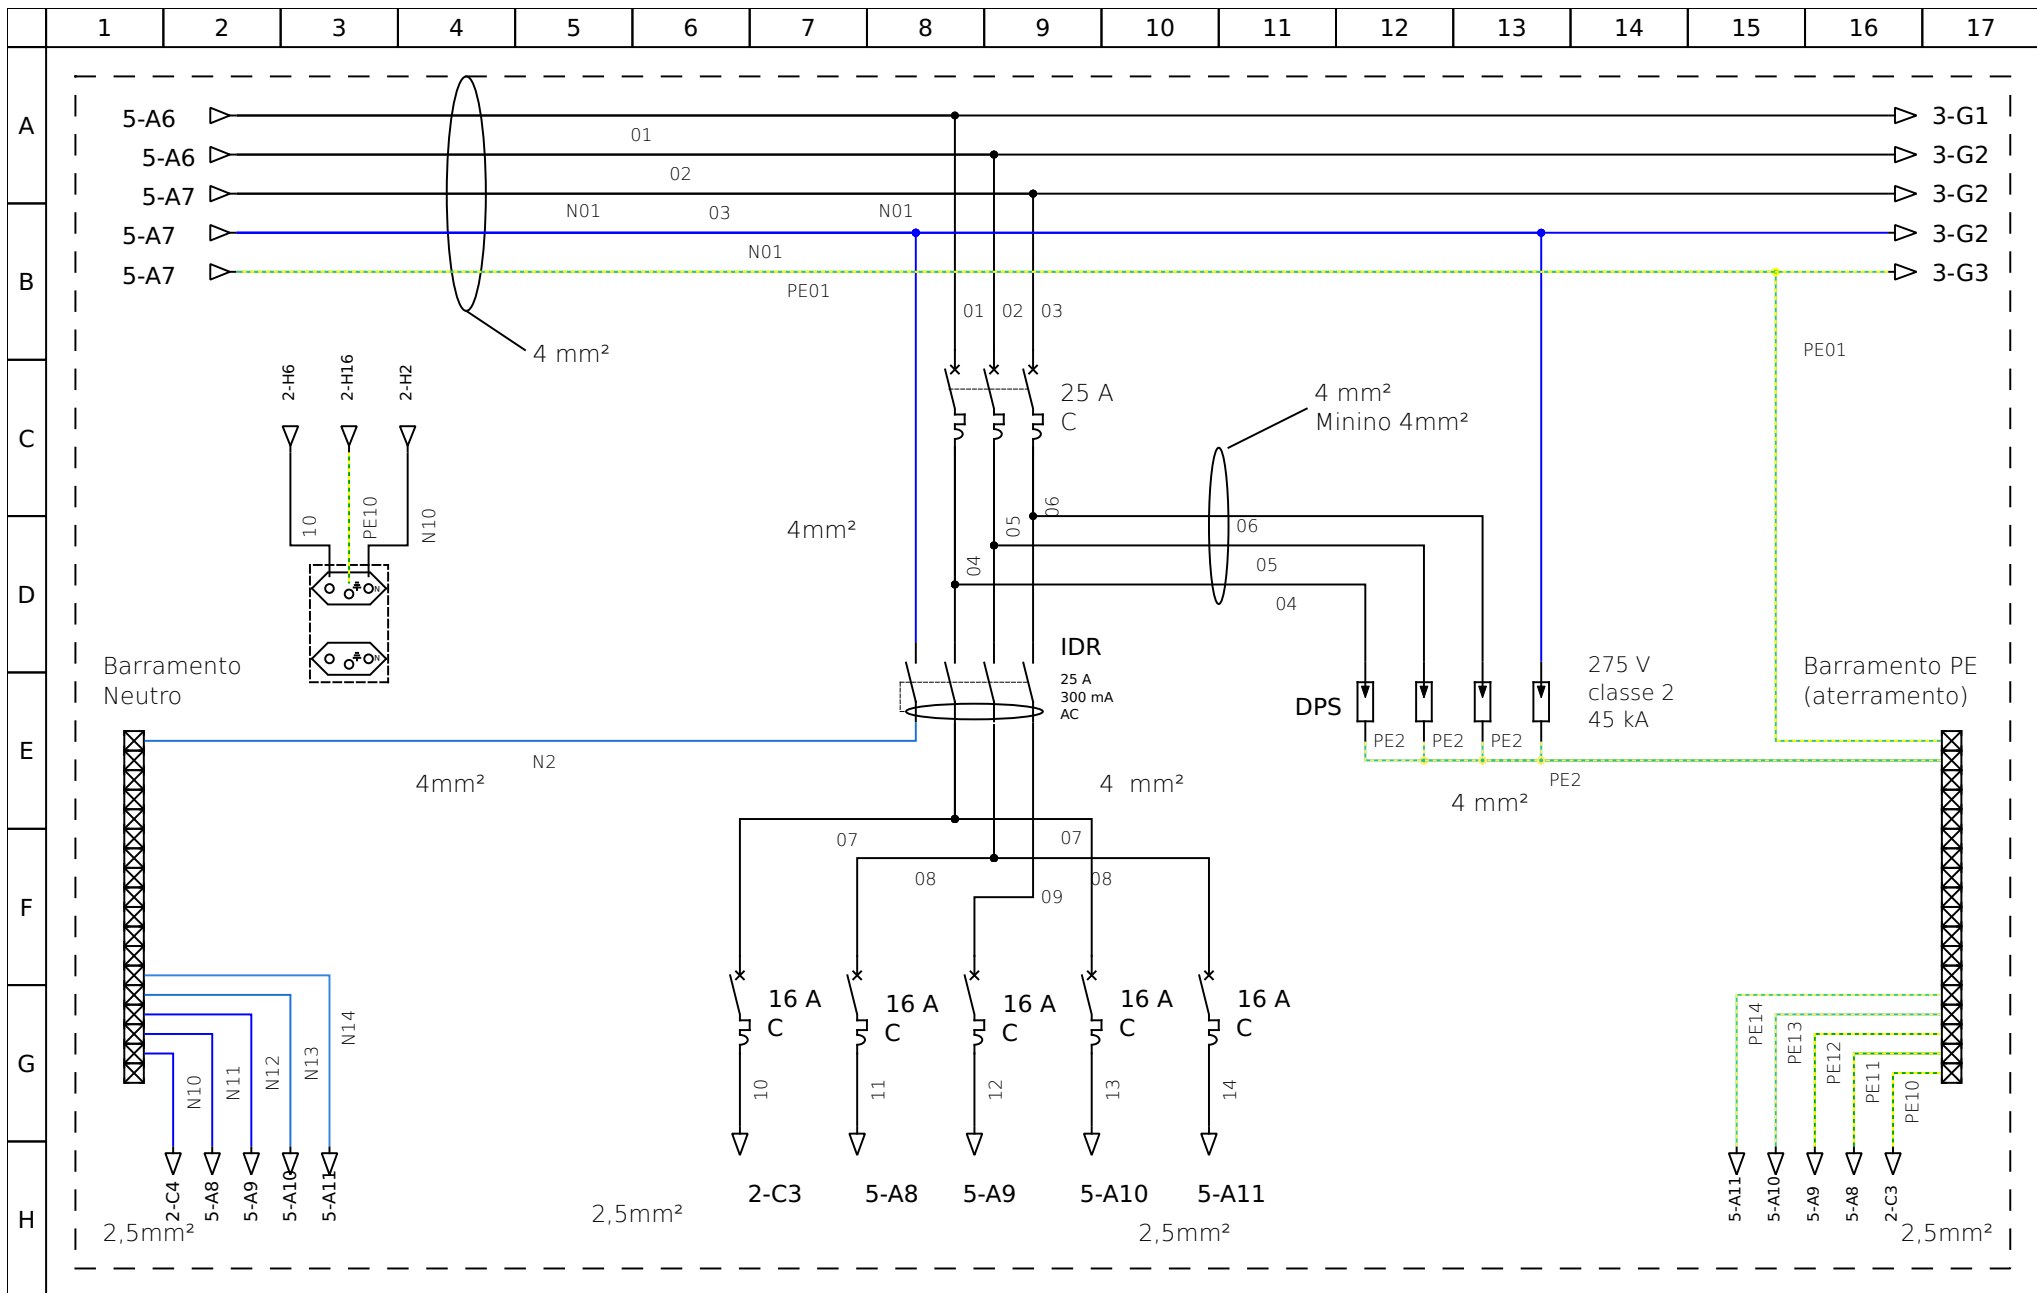 1 2 3 4 5 6 7 8 9 10 11 12 13 14 15 16 17
A
5-A6
01
3-G1
5-A6
02
3-G2
5-A7
N01
03
N01
3-G2
5-A7
N01
3-G2
B
5-A7
PE01
3-G3
01 02 03
PE01
4 mm²
2-H6
2-H16
2-H2
C
25 A
C
4 mm²
Minino 4mm²
10
PE10
N10
4mm²
04
05
06
06
05
04
D
N
N
Barramento
Neutro
IDR
25 A
300 mA
AC
DPS
275 V
classe 2
45 kA
Barramento PE
(aterramento)
E
N2
PE2 PE2 PE2
PE2
4mm²
4 mm²
4 mm²
07
07
08
08
F
09
16 A
C
16 A
C
16 A
C
16 A
C
16 A
C
G
N10
N11
N12
N13
N14
10
11
12
13
14
PE14
PE13
PE12
PE11
PE10
H
2-C4
5-A8
5-A9
5-A10
5-A11
2-C3
5-A8
5-A9
5-A10
5-A11
5-A11
5-A10
5-A9
5-A8
2-C3
2,5mm²
2,5mm²
2,5mm²
2,5mm²